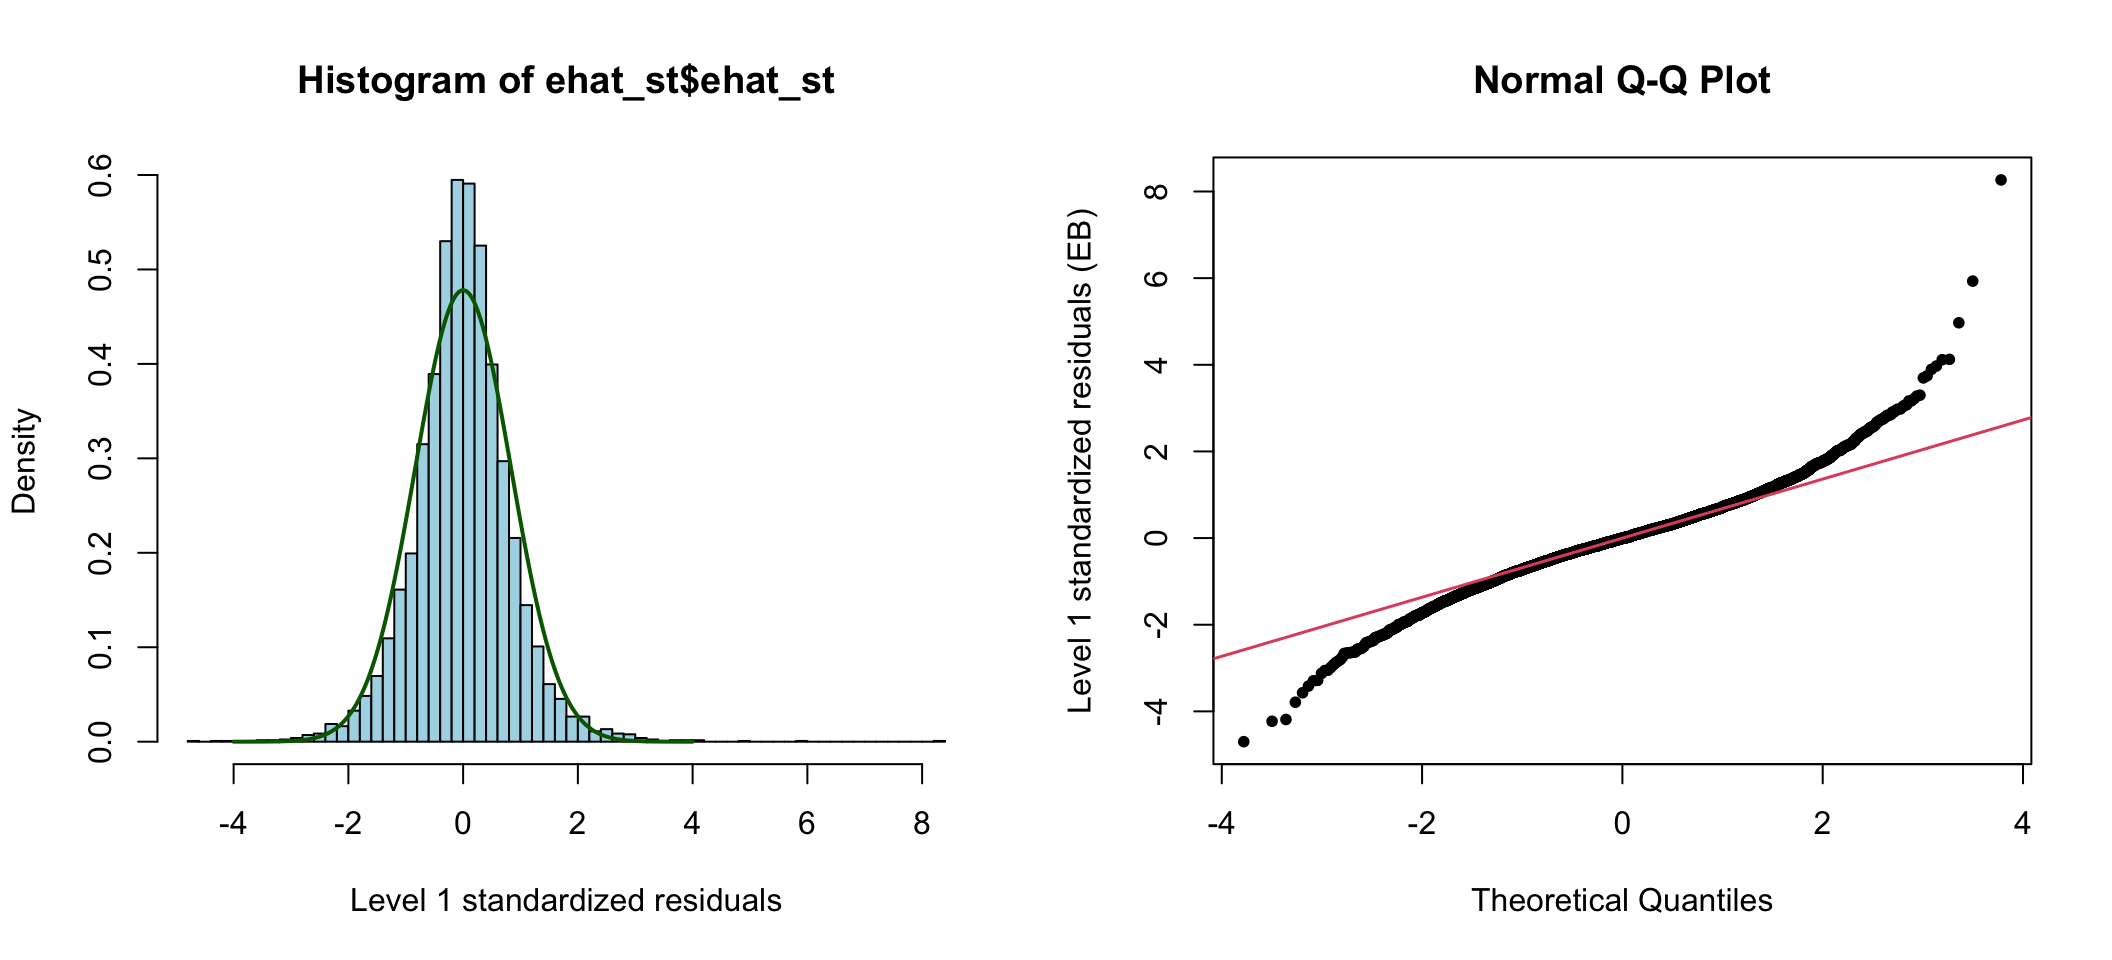 Histogram of ehat_st$ehat_st
Density
0.0 0.1 0.2 0.3 0.4 0.5 0.6
-4 -2 0 2 4 6 8
Level 1 standardized residuals
Normal Q-Q Plot
Level 1 standardized residuals (EB)
-4 -2 0 2 4 6 8
-4 -2 0 2 4
Theoretical Quantiles